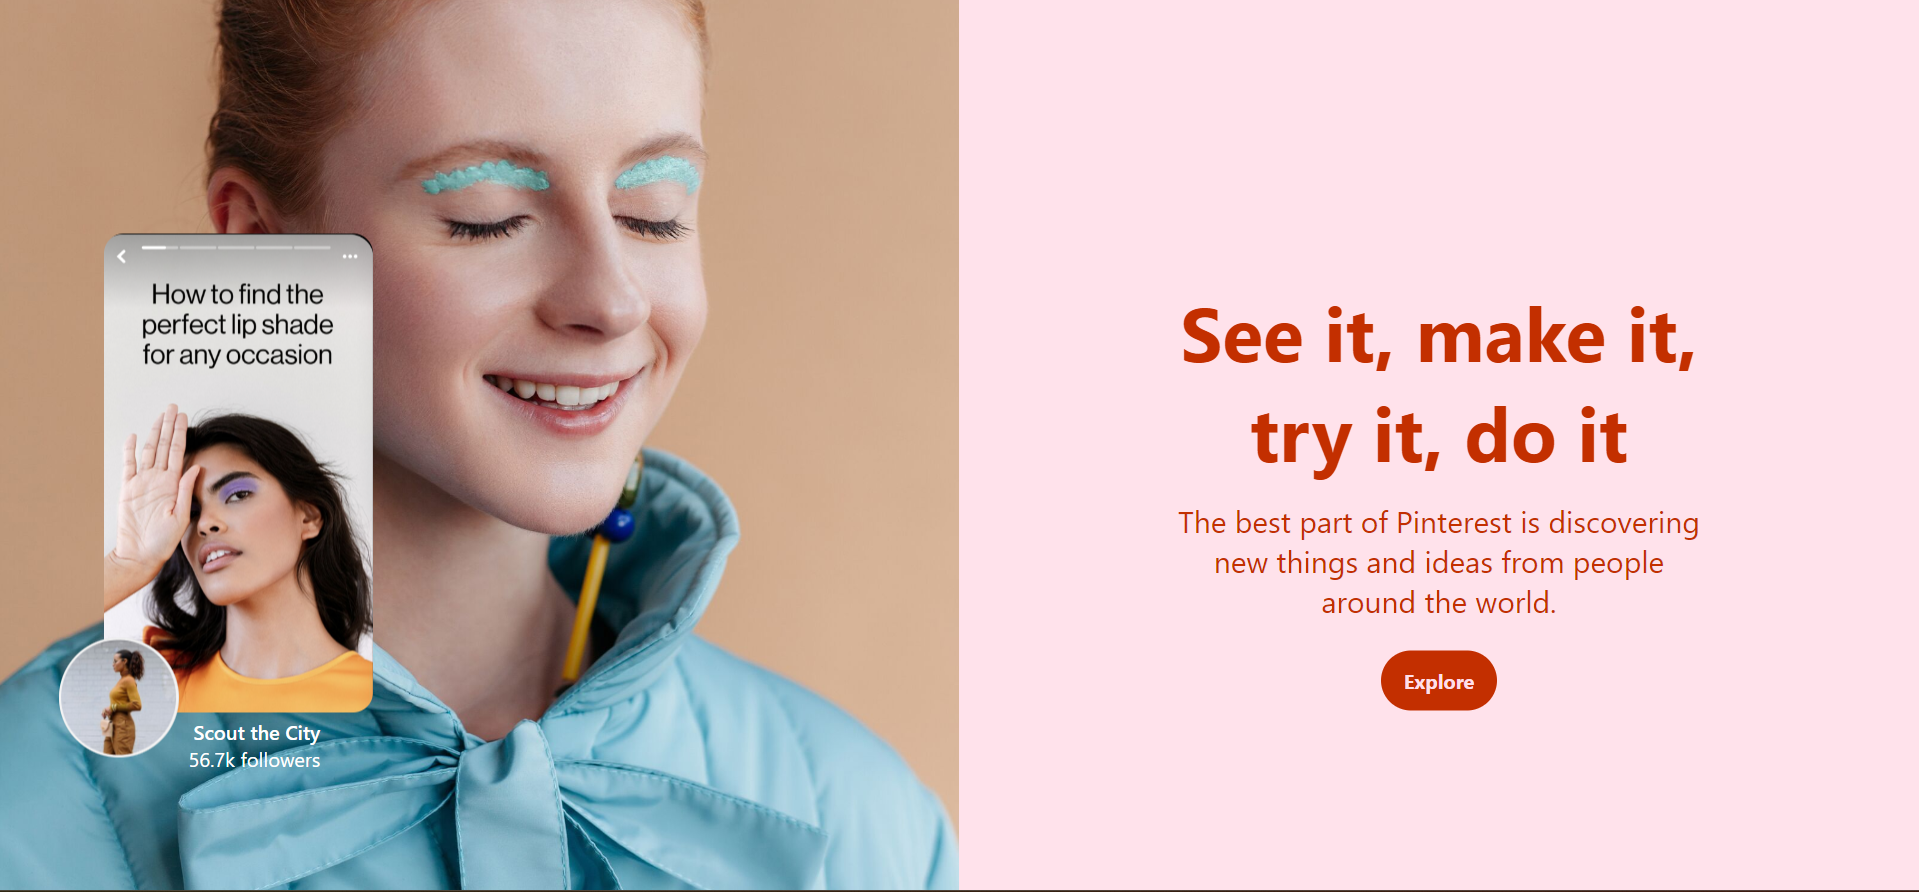 How to find the
perfect lip shade
for any occasion
Scout the City
56.7k followers
See it, make it,
try it, do it
The best part of Pinterest is discovering
new things and ideas from people
around the world.
Explore